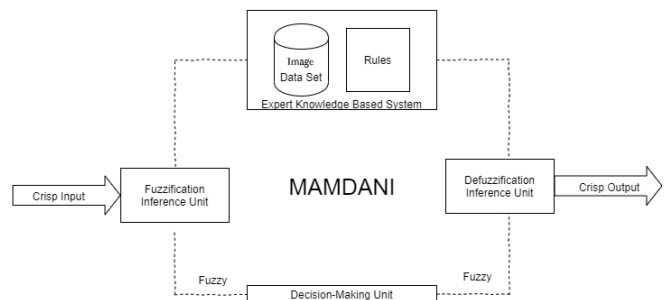 Image
Data Set
Rules
Expert Knowledge Based System
Crisp Input
Fuzzification
Inference Unit
MAMDANI
Defuzzification
Inference Unit
Crisp Output
Fuzzy
Fuzzy
Decision-Making Unit